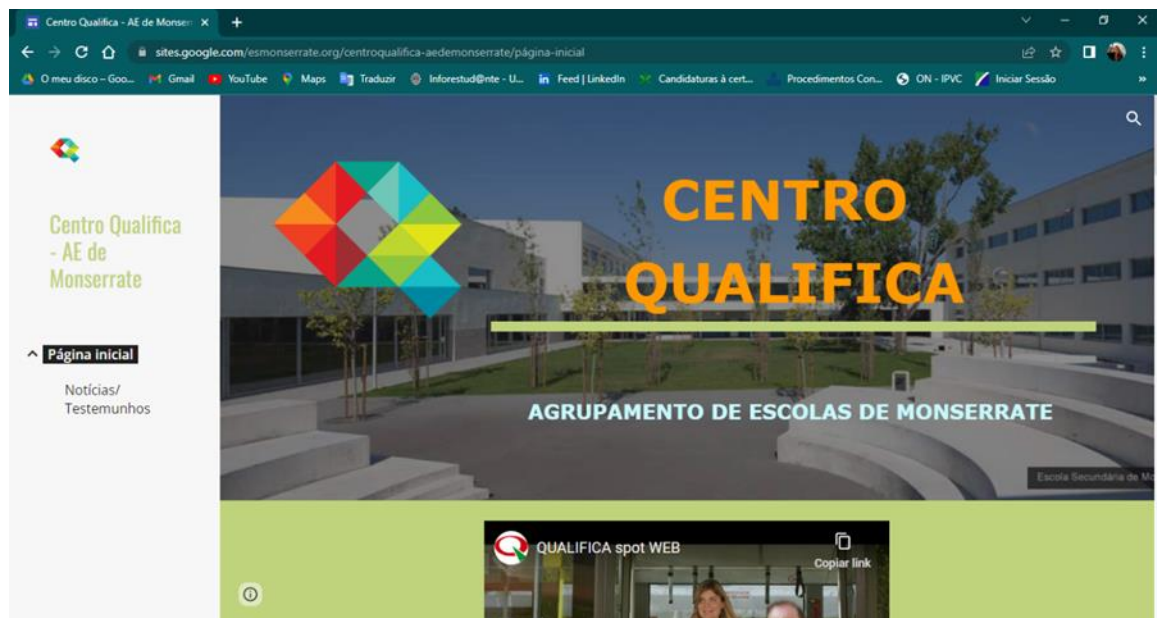 Centro Qualifica - AE de Monserr
sites.google.com/esmonserrate.org/centroqualifica-aedemonserrate/página-inicial
O meu disco – Goo... Gmail YouTube Maps Traduzir Inforestud@nte - U... Feed | LinkedIn Candidaturas à cert... Procedimentos Con... ON - IPVC Iniciar Sessão »
Centro Qualifica
- AE de
Monserrate
Página inicial
Notícias/
Testemunhos
CENTRO
QUALIFICA
AGRUPAMENTO DE ESCOLAS DE MONSERRATE
Escola Secundária de Mo
QUALIFICA spot WEB
Copiar link